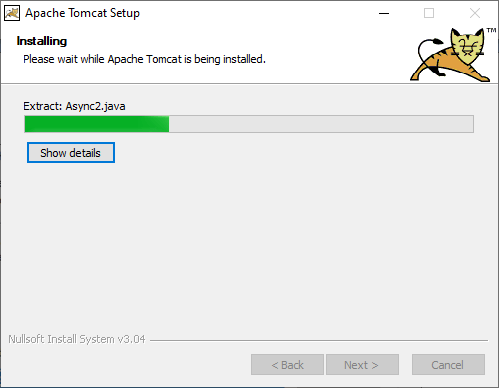 Apache Tomcat Setup
Installing
Please wait while Apache Tomcat is being installed.
TM
Extract: Async2.java
Show details
Nullsoft Install System v3.04
< Back
Next >
Cancel